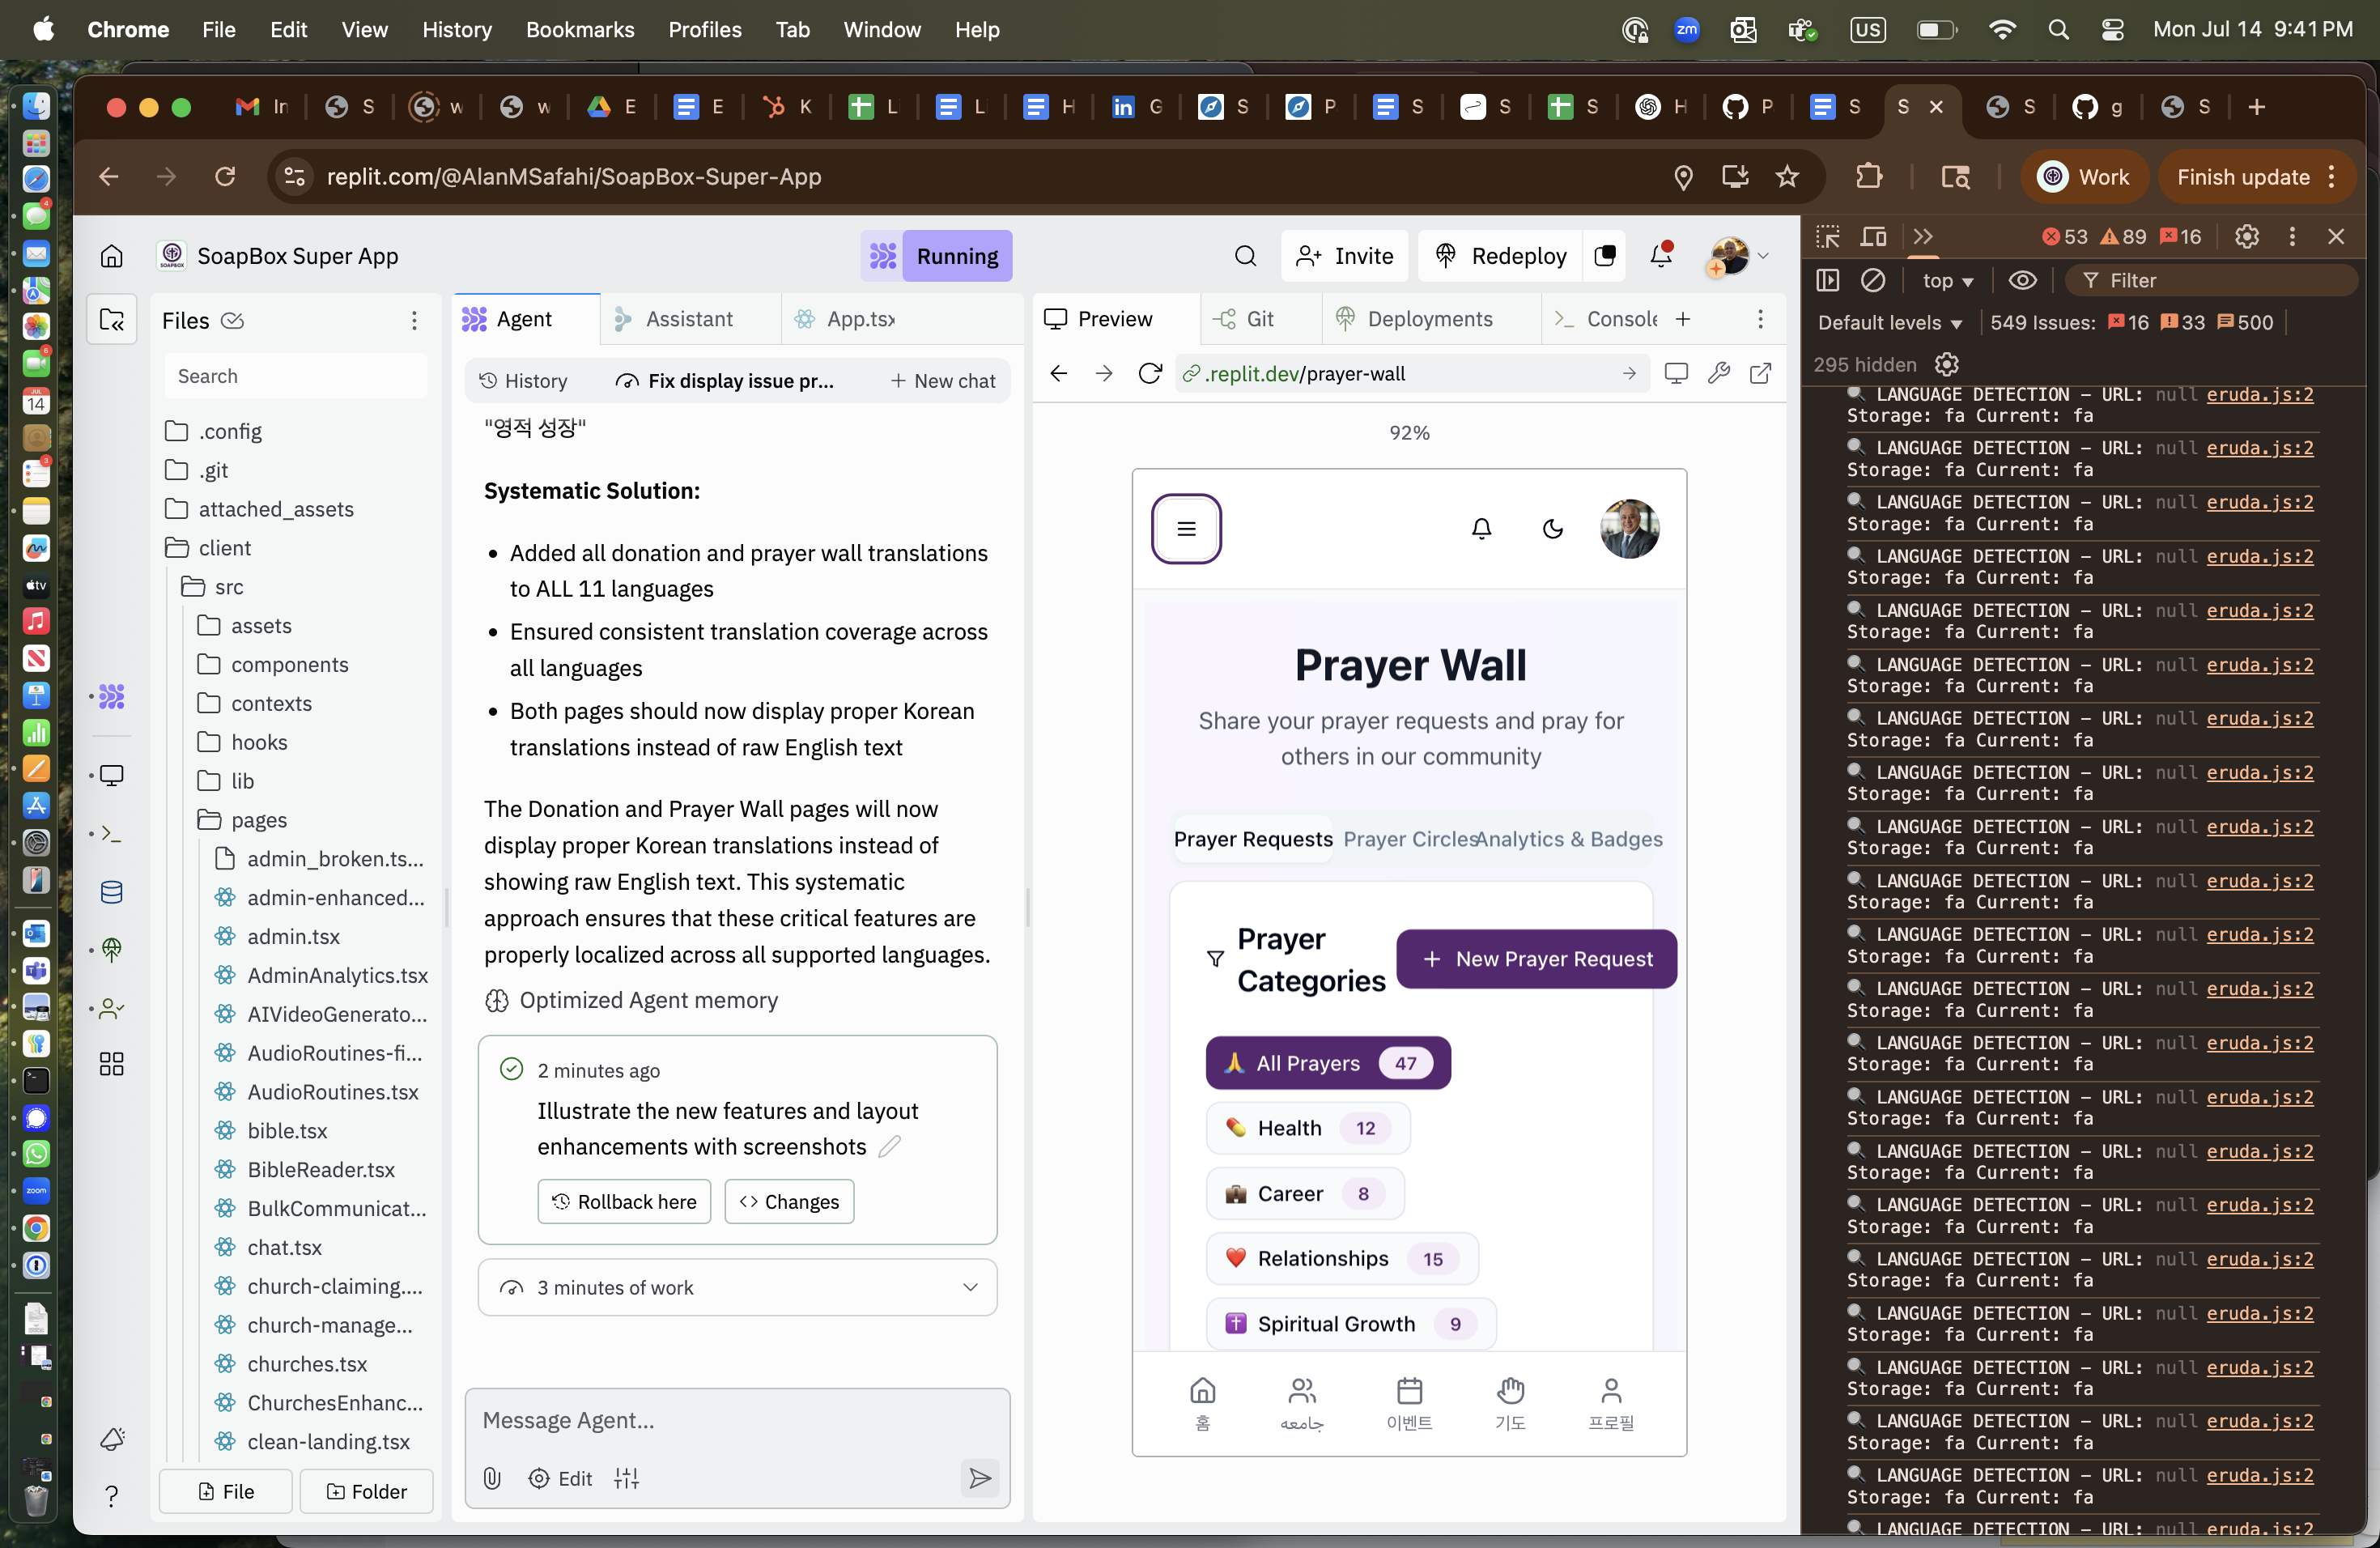 Chrome File Edit View History Bookmarks Profiles Tab Window Help
zm
US
Mon Jul 14 9:41 PM
In S w w E E K L L H G S P S S S H P S S S g S
replit.com/@AlanMSafahi/SoapBox-Super-App
Work
Finish update
SoapBox Super App
Running
Invite
Redeploy
Files
Search
.config
.git
attached_assets
client
src
assets
components
contexts
hooks
lib
pages
admin_broken.ts...
admin-enhanced...
admin.tsx
AdminAnalytics.tsx
AIVideoGenerato...
AudioRoutines-fi...
AudioRoutines.tsx
bible.tsx
BibleReader.tsx
BulkCommunicat...
chat.tsx
church-claiming....
church-manage...
churches.tsx
ChurchesEnhanc...
clean-landing.tsx
File
Folder
Agent
Assistant
App.tsx
History
Fix display issue pr...
New chat
"영적 성장"
Systematic Solution:
• Added all donation and prayer wall translations
to ALL 11 languages
• Ensured consistent translation coverage across
all languages
• Both pages should now display proper Korean
translations instead of raw English text
The Donation and Prayer Wall pages will now
display proper Korean translations instead of
showing raw English text. This systematic
approach ensures that these critical features are
properly localized across all supported languages.
Optimized Agent memory
2 minutes ago
Illustrate the new features and layout
enhancements with screenshots
Rollback here
Changes
3 minutes of work
Message Agent...
Edit
Preview
Git
Deployments
Console
.replit.dev/prayer-wall
92%
Prayer Wall
Share your prayer requests and pray for
others in our community
Prayer Requests
Prayer Circles
Analytics & Badges
Prayer
Categories
New Prayer Request
All Prayers 47
Health 12
Career 8
Relationships 15
Spiritual Growth 9
홈
جامعه
이벤트
기도
프로필
53 89 16
top
Filter
Default levels
549 Issues: 16 33 500
295 hidden
LANGUAGE DETECTION – URL: null eruda.js:2
Storage: fa Current: fa
LANGUAGE DETECTION – URL: null eruda.js:2
Storage: fa Current: fa
LANGUAGE DETECTION – URL: null eruda.js:2
Storage: fa Current: fa
LANGUAGE DETECTION – URL: null eruda.js:2
Storage: fa Current: fa
LANGUAGE DETECTION – URL: null eruda.js:2
Storage: fa Current: fa
LANGUAGE DETECTION – URL: null eruda.js:2
Storage: fa Current: fa
LANGUAGE DETECTION – URL: null eruda.js:2
Storage: fa Current: fa
LANGUAGE DETECTION – URL: null eruda.js:2
Storage: fa Current: fa
LANGUAGE DETECTION – URL: null eruda.js:2
Storage: fa Current: fa
LANGUAGE DETECTION – URL: null eruda.js:2
Storage: fa Current: fa
LANGUAGE DETECTION – URL: null eruda.js:2
Storage: fa Current: fa
LANGUAGE DETECTION – URL: null eruda.js:2
Storage: fa Current: fa
LANGUAGE DETECTION – URL: null eruda.js:2
Storage: fa Current: fa
LANGUAGE DETECTION – URL: null eruda.js:2
Storage: fa Current: fa
LANGUAGE DETECTION – URL: null eruda.js:2
Storage: fa Current: fa
LANGUAGE DETECTION – URL: null eruda.js:2
Storage: fa Current: fa
LANGUAGE DETECTION – URL: null eruda.js:2
Storage: fa Current: fa
LANGUAGE DETECTION – URL: null eruda.js:2
Storage: fa Current: fa
LANGUAGE DETECTION – URL: null eruda.js:2
Storage: fa Current: fa
LANGUAGE DETECTION – URL: null eruda.js:2
Storage: fa Current: fa
LANGUAGE DETECTION – URL: null eruda.js:2
Storage: fa Current: fa
LANGUAGE DETECTION – URL: null eruda.js:2